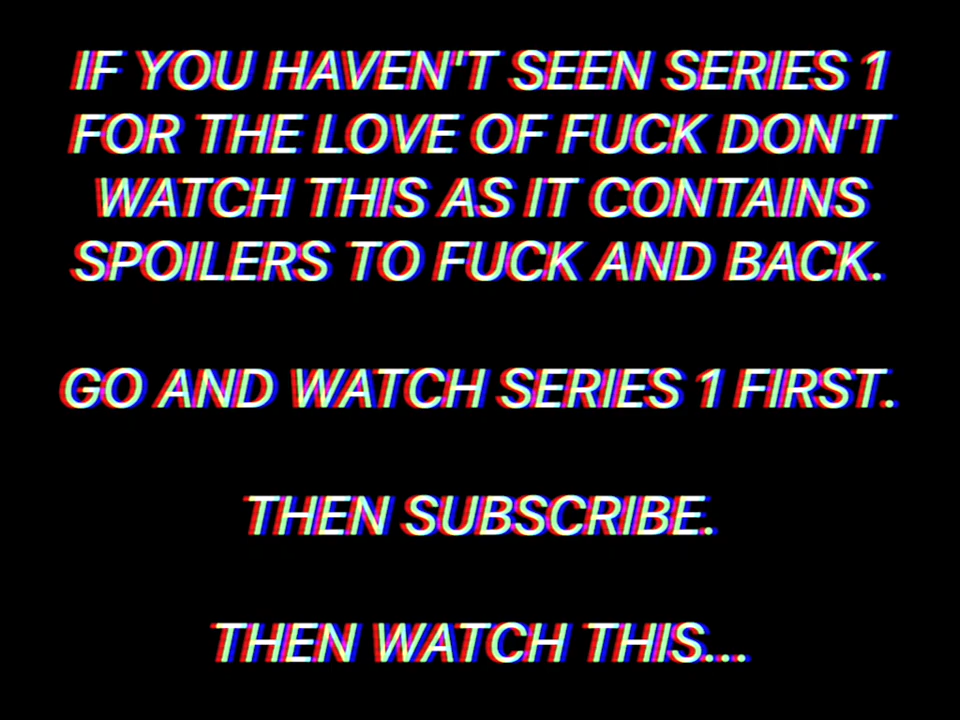 IF YOU HAVEN'T SEEN SERIES 1
FOR THE LOVE OF FUCK DON'T
WATCH THIS AS IT CONTAINS
SPOILERS TO FUCK AND BACK.
GO AND WATCH SERIES 1 FIRST.
THEN SUBSCRIBE.
THEN WATCH THIS...